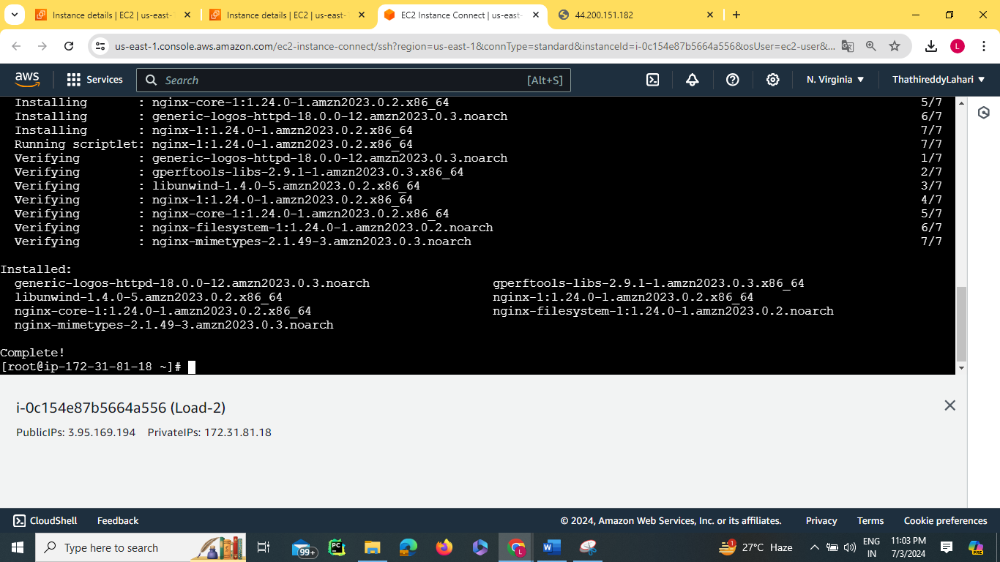 Instance details | EC2 | us-east-
Instance details | EC2 | us-east-
EC2 Instance Connect | us-east-
44.200.151.182
us-east-1.console.aws.amazon.com/ec2-instance-connect/ssh?region=us-east-1&connType=standard&instanceId=i-0c154e87b5664a556&osUser=ec2-user&...
L
aws
Services
Search
[Alt+S]
N. Virginia
ThathireddyLahari
Installing : nginx-core-1:1.24.0-1.amzn2023.0.2.x86_64 5/7
Installing : generic-logos-httpd-18.0.0-12.amzn2023.0.3.noarch 6/7
Installing : nginx-1:1.24.0-1.amzn2023.0.2.x86_64 7/7
Running scriptlet: nginx-1:1.24.0-1.amzn2023.0.2.x86_64 7/7
Verifying : generic-logos-httpd-18.0.0-12.amzn2023.0.3.noarch 1/7
Verifying : gperftools-libs-2.9.1-1.amzn2023.0.3.x86_64 2/7
Verifying : libunwind-1.4.0-5.amzn2023.0.2.x86_64 3/7
Verifying : nginx-1:1.24.0-1.amzn2023.0.2.x86_64 4/7
Verifying : nginx-core-1:1.24.0-1.amzn2023.0.2.x86_64 5/7
Verifying : nginx-filesystem-1:1.24.0-1.amzn2023.0.2.noarch 6/7
Verifying : nginx-mimetypes-2.1.49-3.amzn2023.0.3.noarch 7/7
Installed:
generic-logos-httpd-18.0.0-12.amzn2023.0.3.noarch gperftools-libs-2.9.1-1.amzn2023.0.3.x86_64
libunwind-1.4.0-5.amzn2023.0.2.x86_64 nginx-1:1.24.0-1.amzn2023.0.2.x86_64
nginx-core-1:1.24.0-1.amzn2023.0.2.x86_64 nginx-filesystem-1:1.24.0-1.amzn2023.0.2.noarch
nginx-mimetypes-2.1.49-3.amzn2023.0.3.noarch
Complete!
[root@ip-172-31-81-18 ~]#
i-0c154e87b5664a556 (Load-2)
PublicIPs: 3.95.169.194 PrivateIPs: 172.31.81.18
CloudShell
Feedback
© 2024, Amazon Web Services, Inc. or its affiliates.
Privacy
Terms
Cookie preferences
Type here to search
99+
PC
L
W
1
27°C Haze
ENG
IN
11:03 PM
7/3/2024
PRE